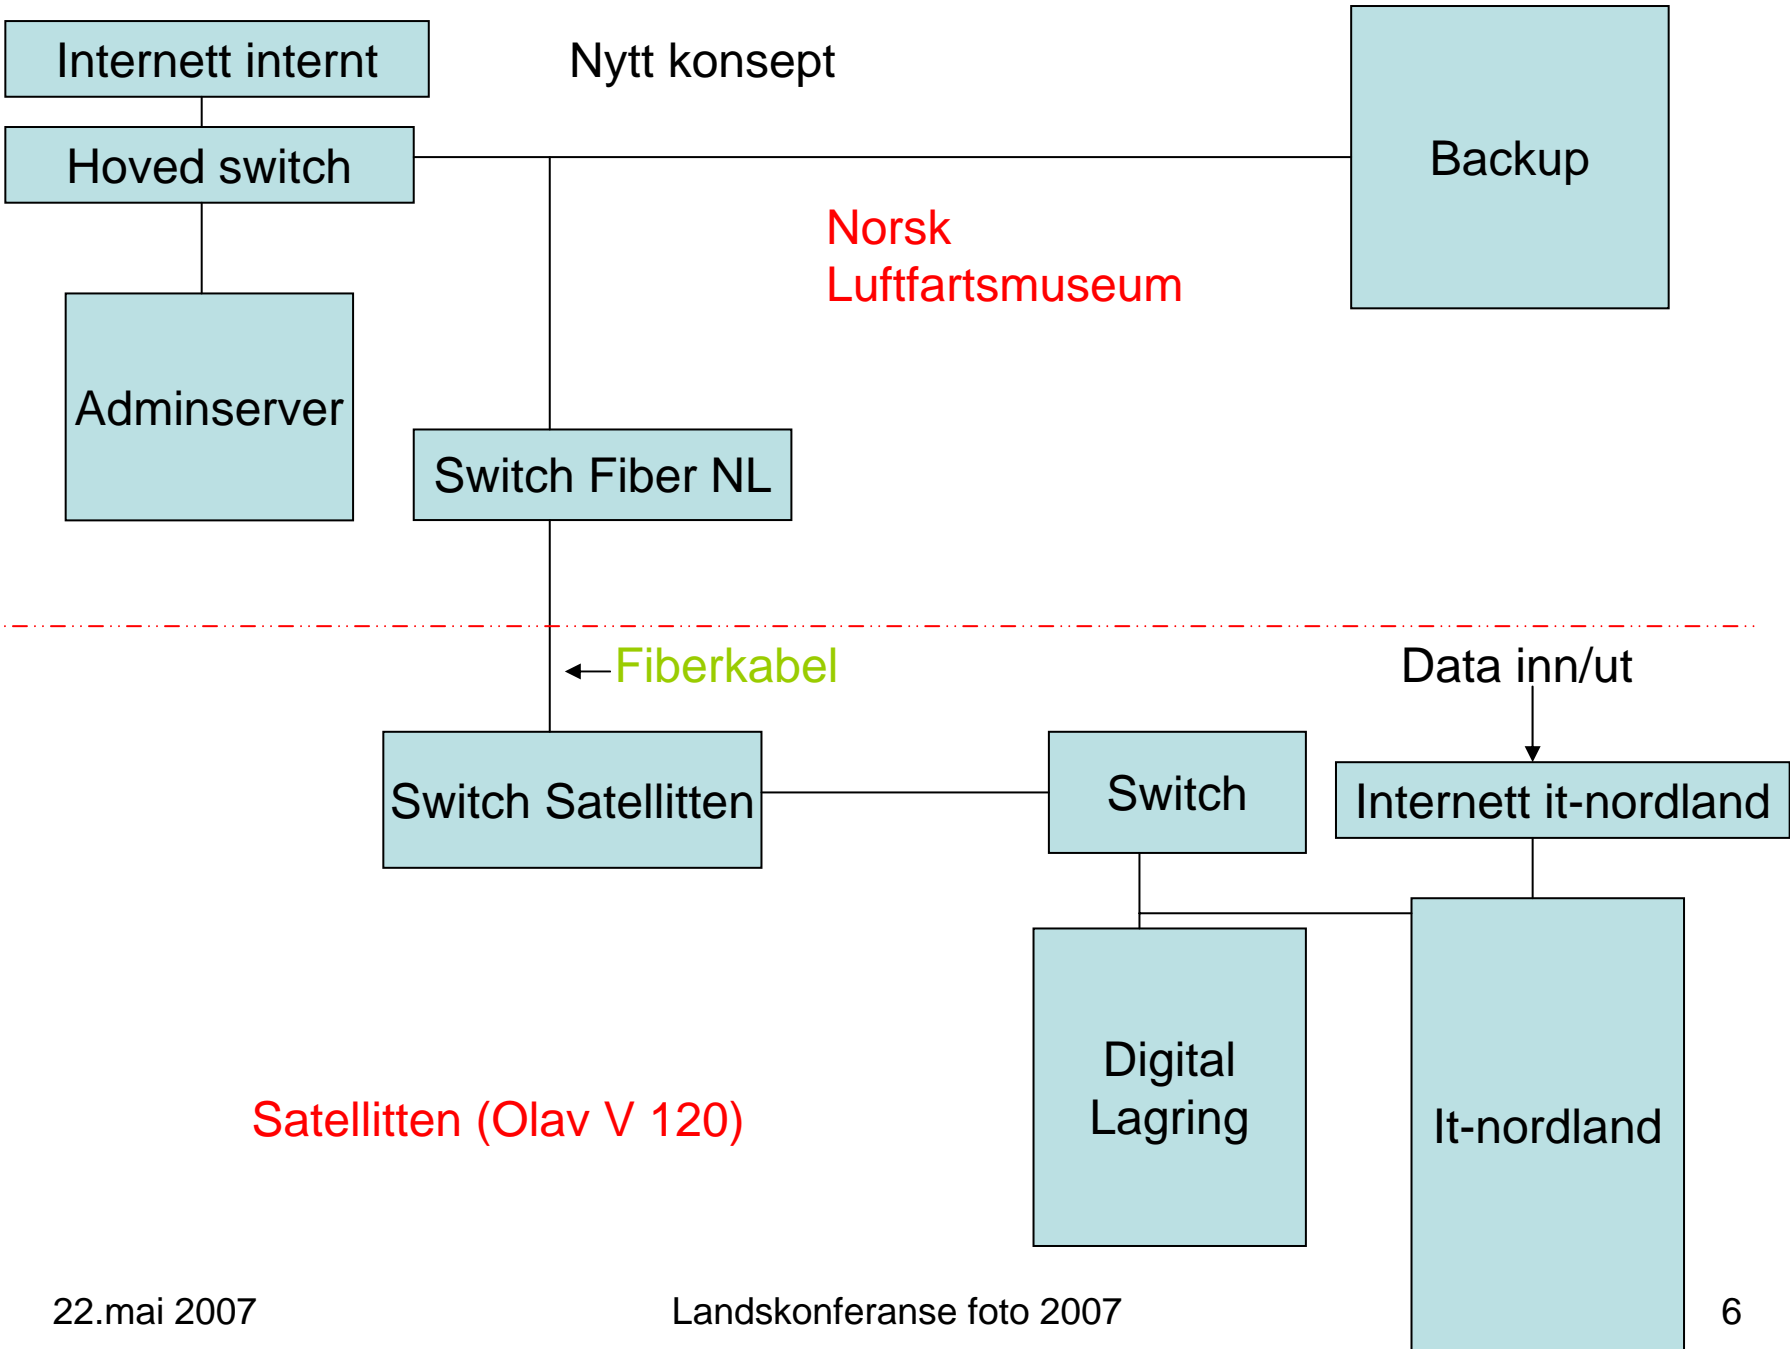 Internett internt
Nytt konsept
Hoved switch
Backup
Norsk
Luftfartsmuseum
Adminserver
Switch Fiber NL
Fiberkabel
Data inn/ut
Switch Satellitten
Switch
Internett it-nordland
Digital
Lagring
It-nordland
Satellitten (Olav V 120)
22.mai 2007
Landskonferanse foto 2007
6